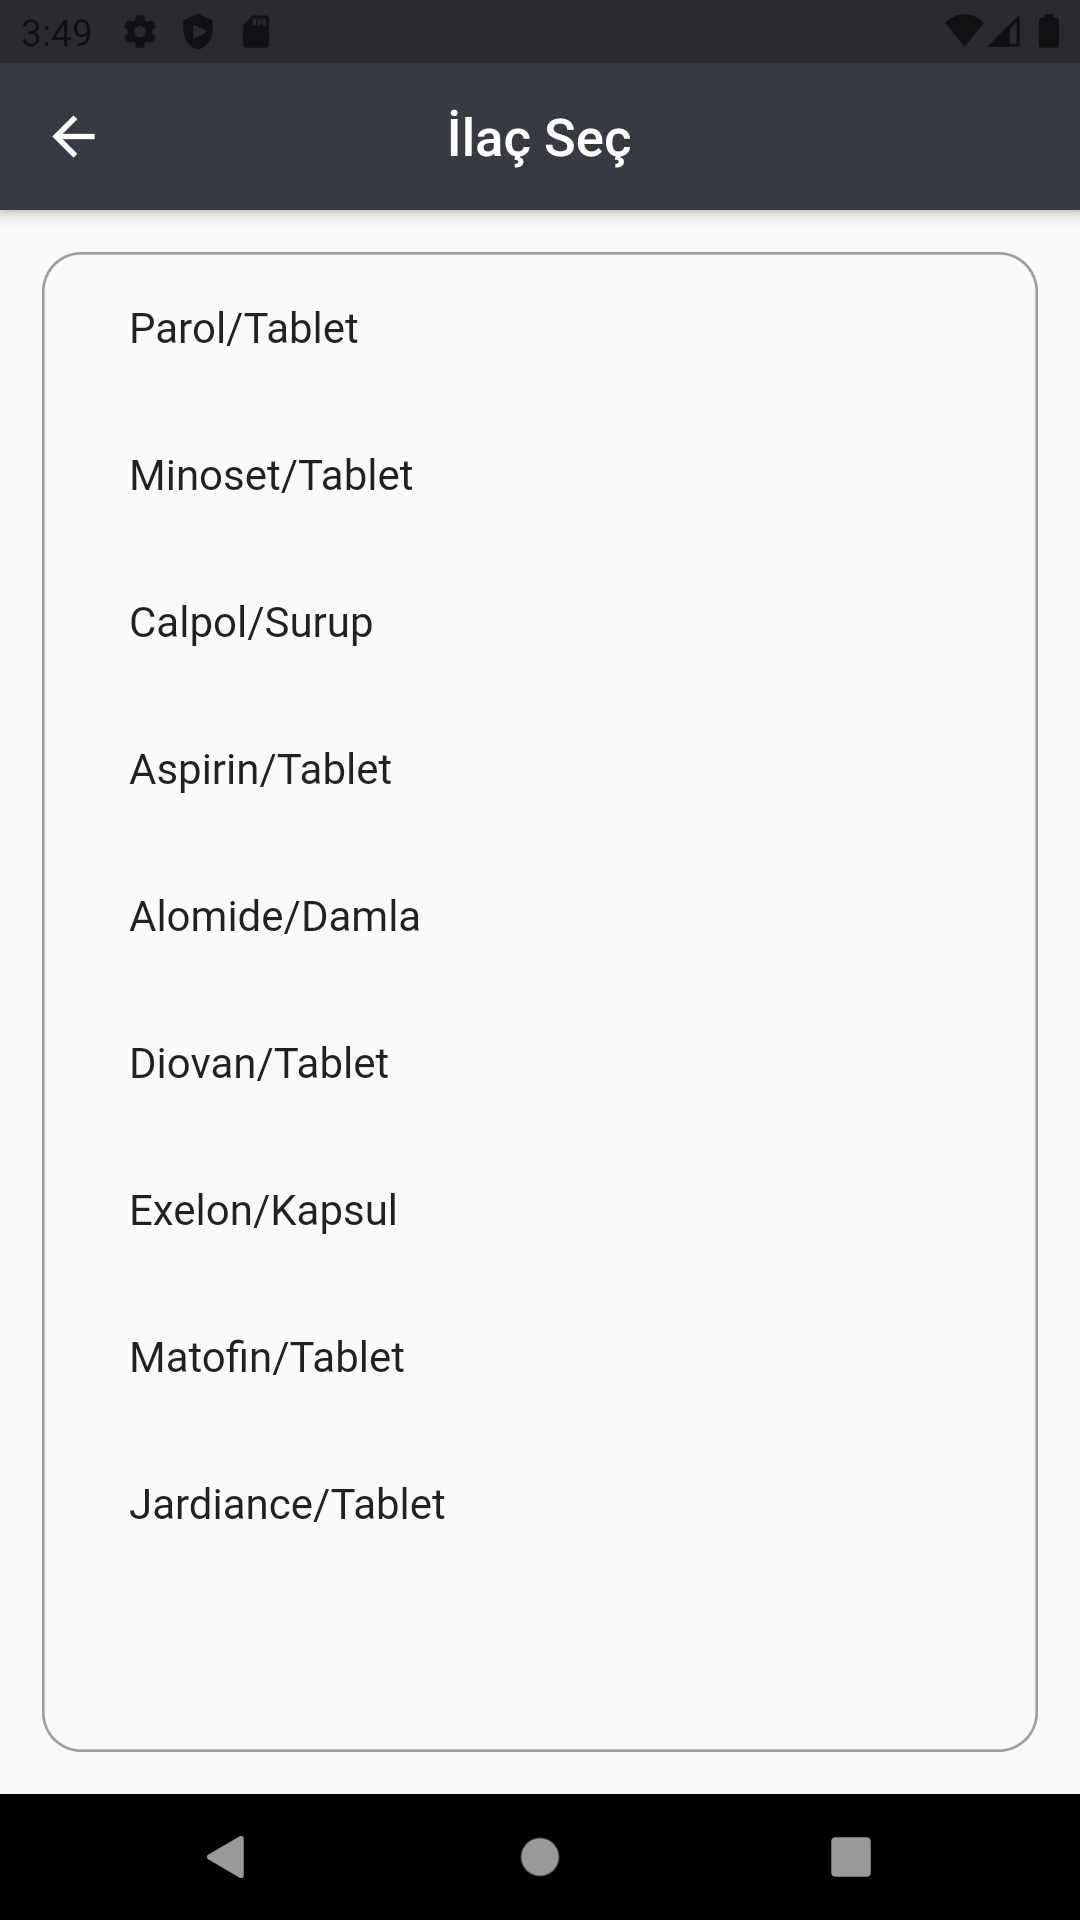 3:49
İlaç Seç
Parol/Tablet
Minoset/Tablet
Calpol/Surup
Aspirin/Tablet
Alomide/Damla
Diovan/Tablet
Exelon/Kapsul
Matofin/Tablet
Jardiance/Tablet